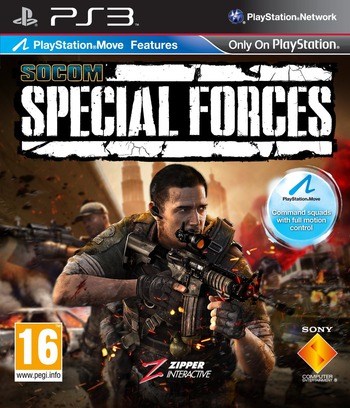 PS3
PlayStation®Network
PlayStation®Move Features
Only On PlayStation®
SOCOM
SPECIAL FORCES
PlayStation®Move
Command squads
with full motion
control
16
www.pegi.info
ZIPPER
INTERACTIVE
SONY
COMPUTER
ENTERTAINMENT